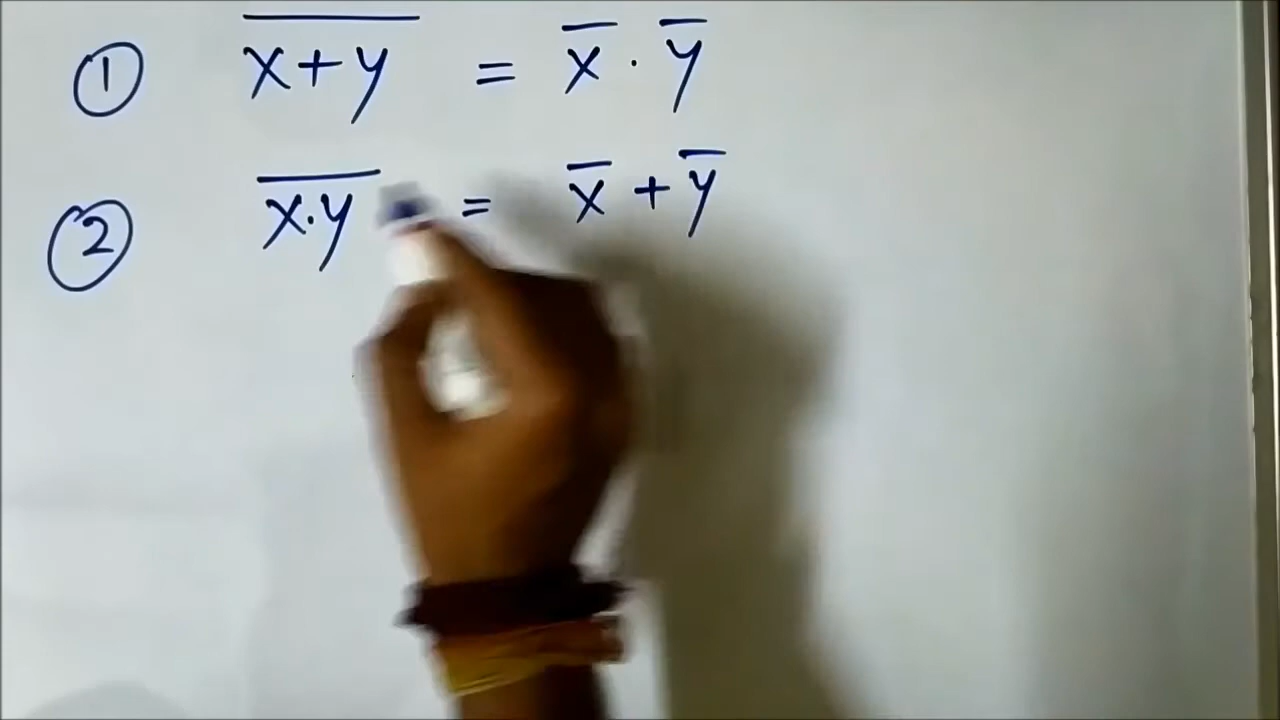 ① x̅+̅y̅ = x̅ · y̅
② x̅·̅y̅ = x̅ + y̅